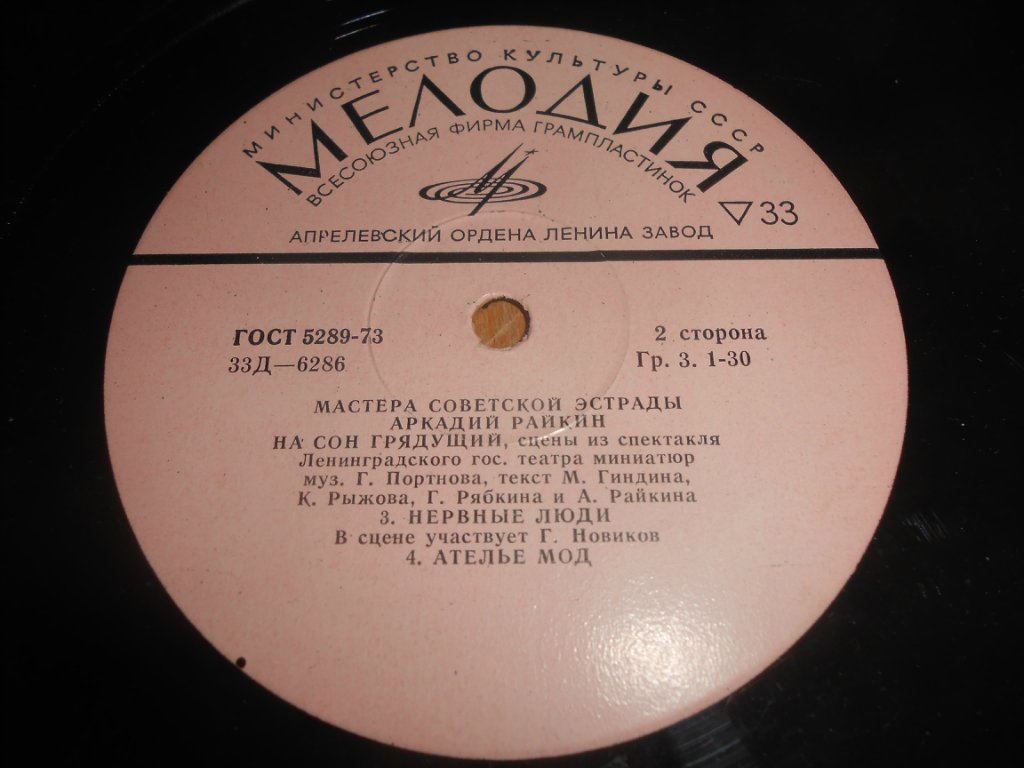 МИНИСТЕРСТВО КУЛЬТУРЫ СССР
МЕЛОДИЯ
ВСЕСОЮЗНАЯ ФИРМА ГРАМПЛАСТИНОК
33
АПРЕЛЕВСКИЙ ОРДЕНА ЛЕНИНА ЗАВОД
ГОСТ 5289-73
2 сторона
33Д—6286
Гр. 3. 1-30
МАСТЕРА СОВЕТСКОЙ ЭСТРАДЫ
АРКАДИЙ РАЙКИН
НА СОН ГРЯДУЩИЙ, сцены из спектакля
Ленинградского гос. театра миниатюр
муз. Г. Портнова, текст М. Гиндина,
К. Рыжова, Г. Рябкина и А. Райкина
3. НЕРВНЫЕ ЛЮДИ
В сцене участвует Г. Новиков
4. АТЕЛЬЕ МОД